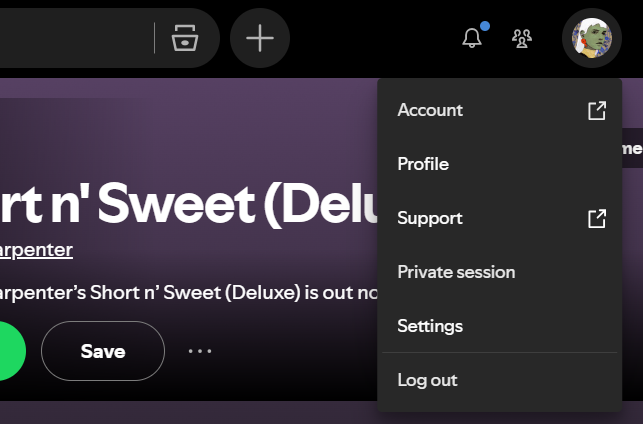 Account
me
Profile
rt n' Sweet (Delu
Support
arpenter
Private session
arpenter's Short n' Sweet (Deluxe) is out no
Settings
Save
Log out